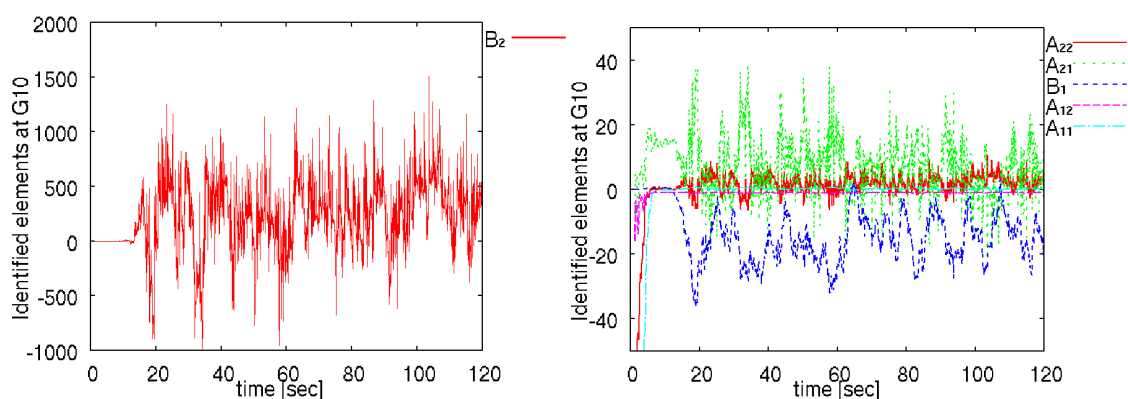 2000
1500
1000
500
0
-500
-1000
Identified elements at G10
0 20 40 60 80 100 120
time [sec]
B₂
40
20
0
-20
-40
Identified elements at G10
0 20 40 60 80 100 120
time [sec]
A₂₂
A₂₁
B₁
A₁₂
A₁₁